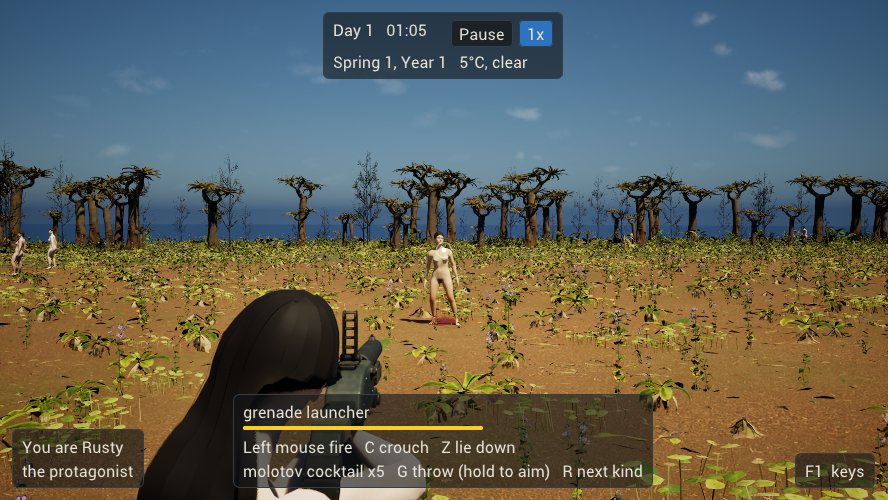 Day 1 01:05 Pause 1x
Spring 1, Year 1 5°C, clear
grenade launcher
Left mouse fire C crouch Z lie down
molotov cocktail x5 G throw (hold to aim) R next kind
You are Rusty
the protagonist
F1 keys